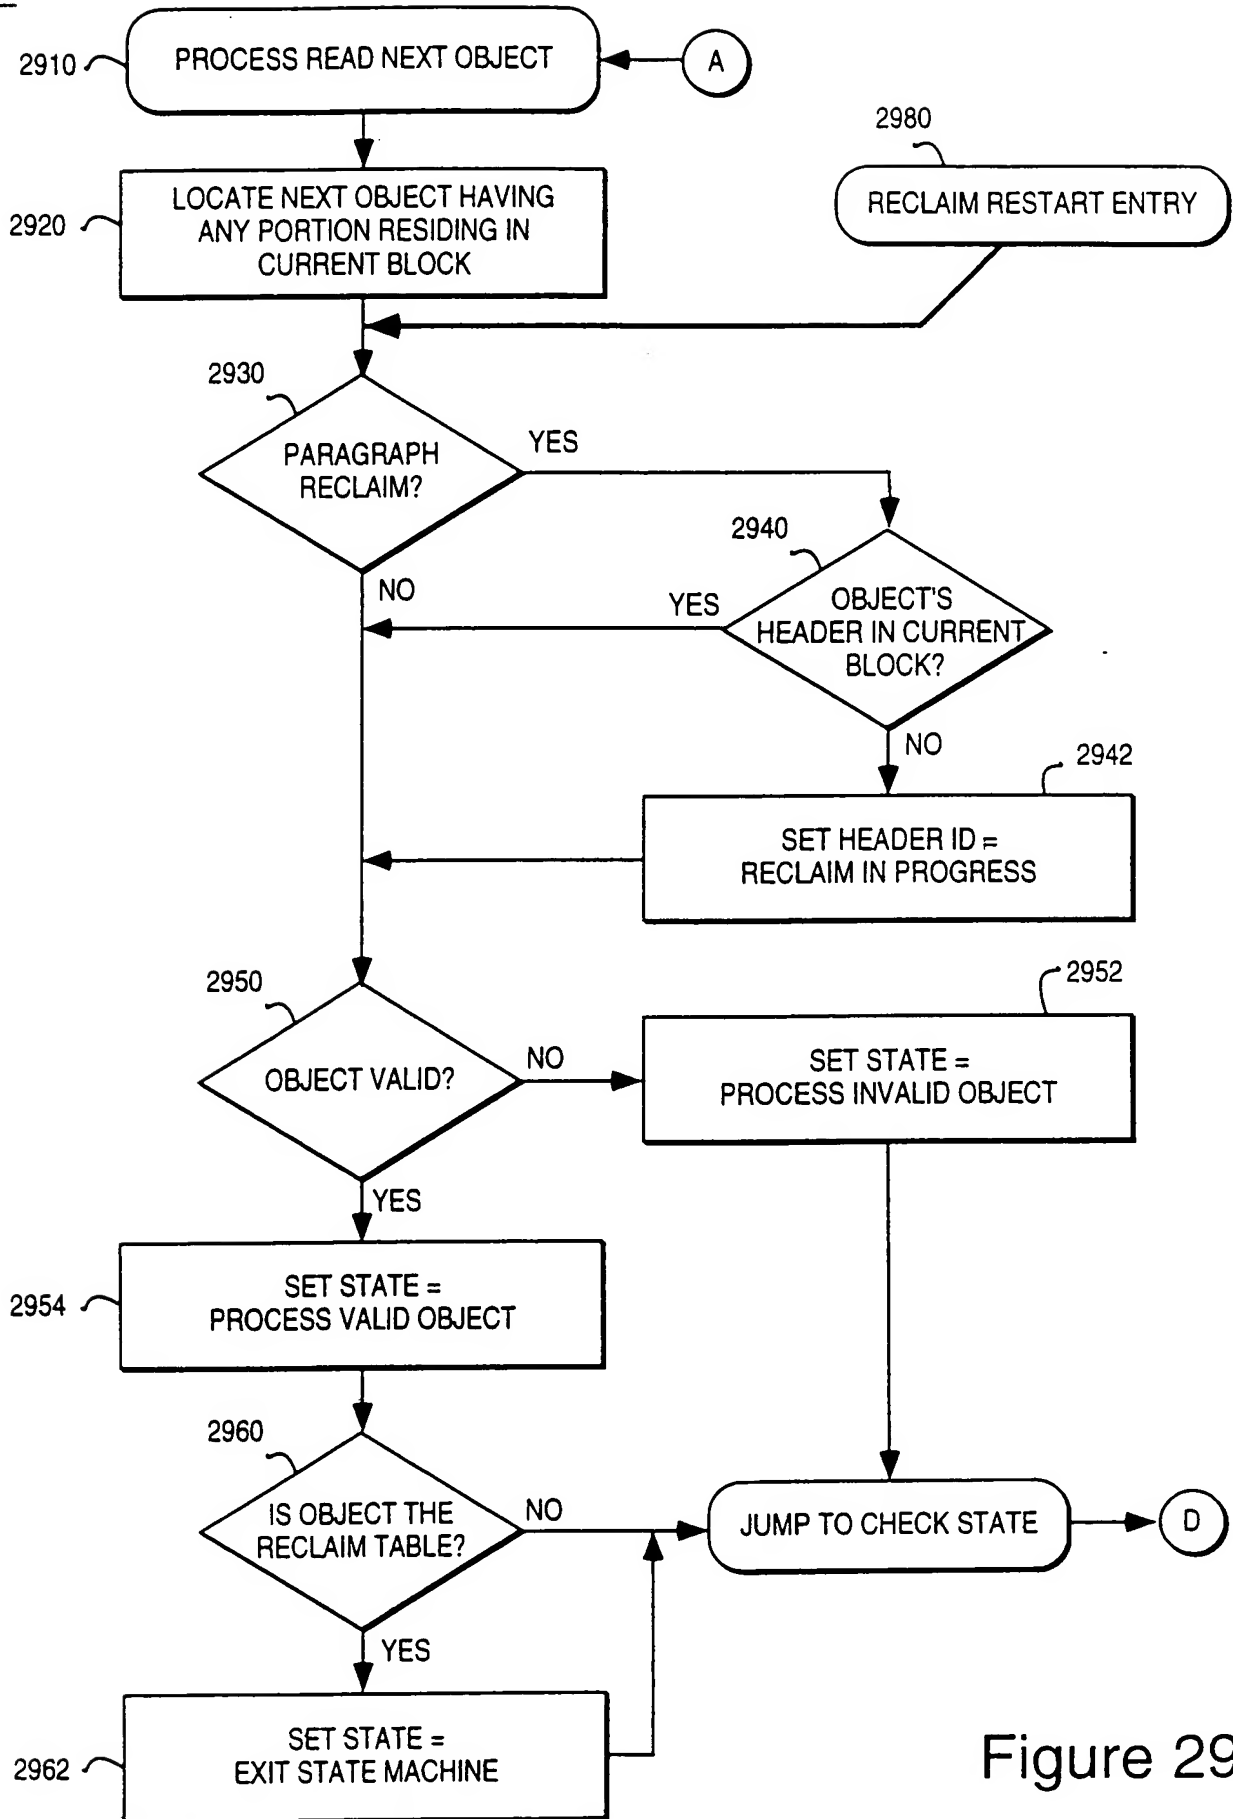 2910
PROCESS READ NEXT OBJECT
A
2980
RECLAIM RESTART ENTRY
2920
LOCATE NEXT OBJECT HAVING
ANY PORTION RESIDING IN
CURRENT BLOCK
2930
PARAGRAPH
RECLAIM?
YES
NO
2940
OBJECT'S
HEADER IN CURRENT
BLOCK?
YES
NO
2942
SET HEADER ID =
RECLAIM IN PROGRESS
2950
OBJECT VALID?
NO
YES
2952
SET STATE =
PROCESS INVALID OBJECT
2954
SET STATE =
PROCESS VALID OBJECT
2960
IS OBJECT THE
RECLAIM TABLE?
NO
YES
JUMP TO CHECK STATE
D
2962
SET STATE =
EXIT STATE MACHINE
Figure 29